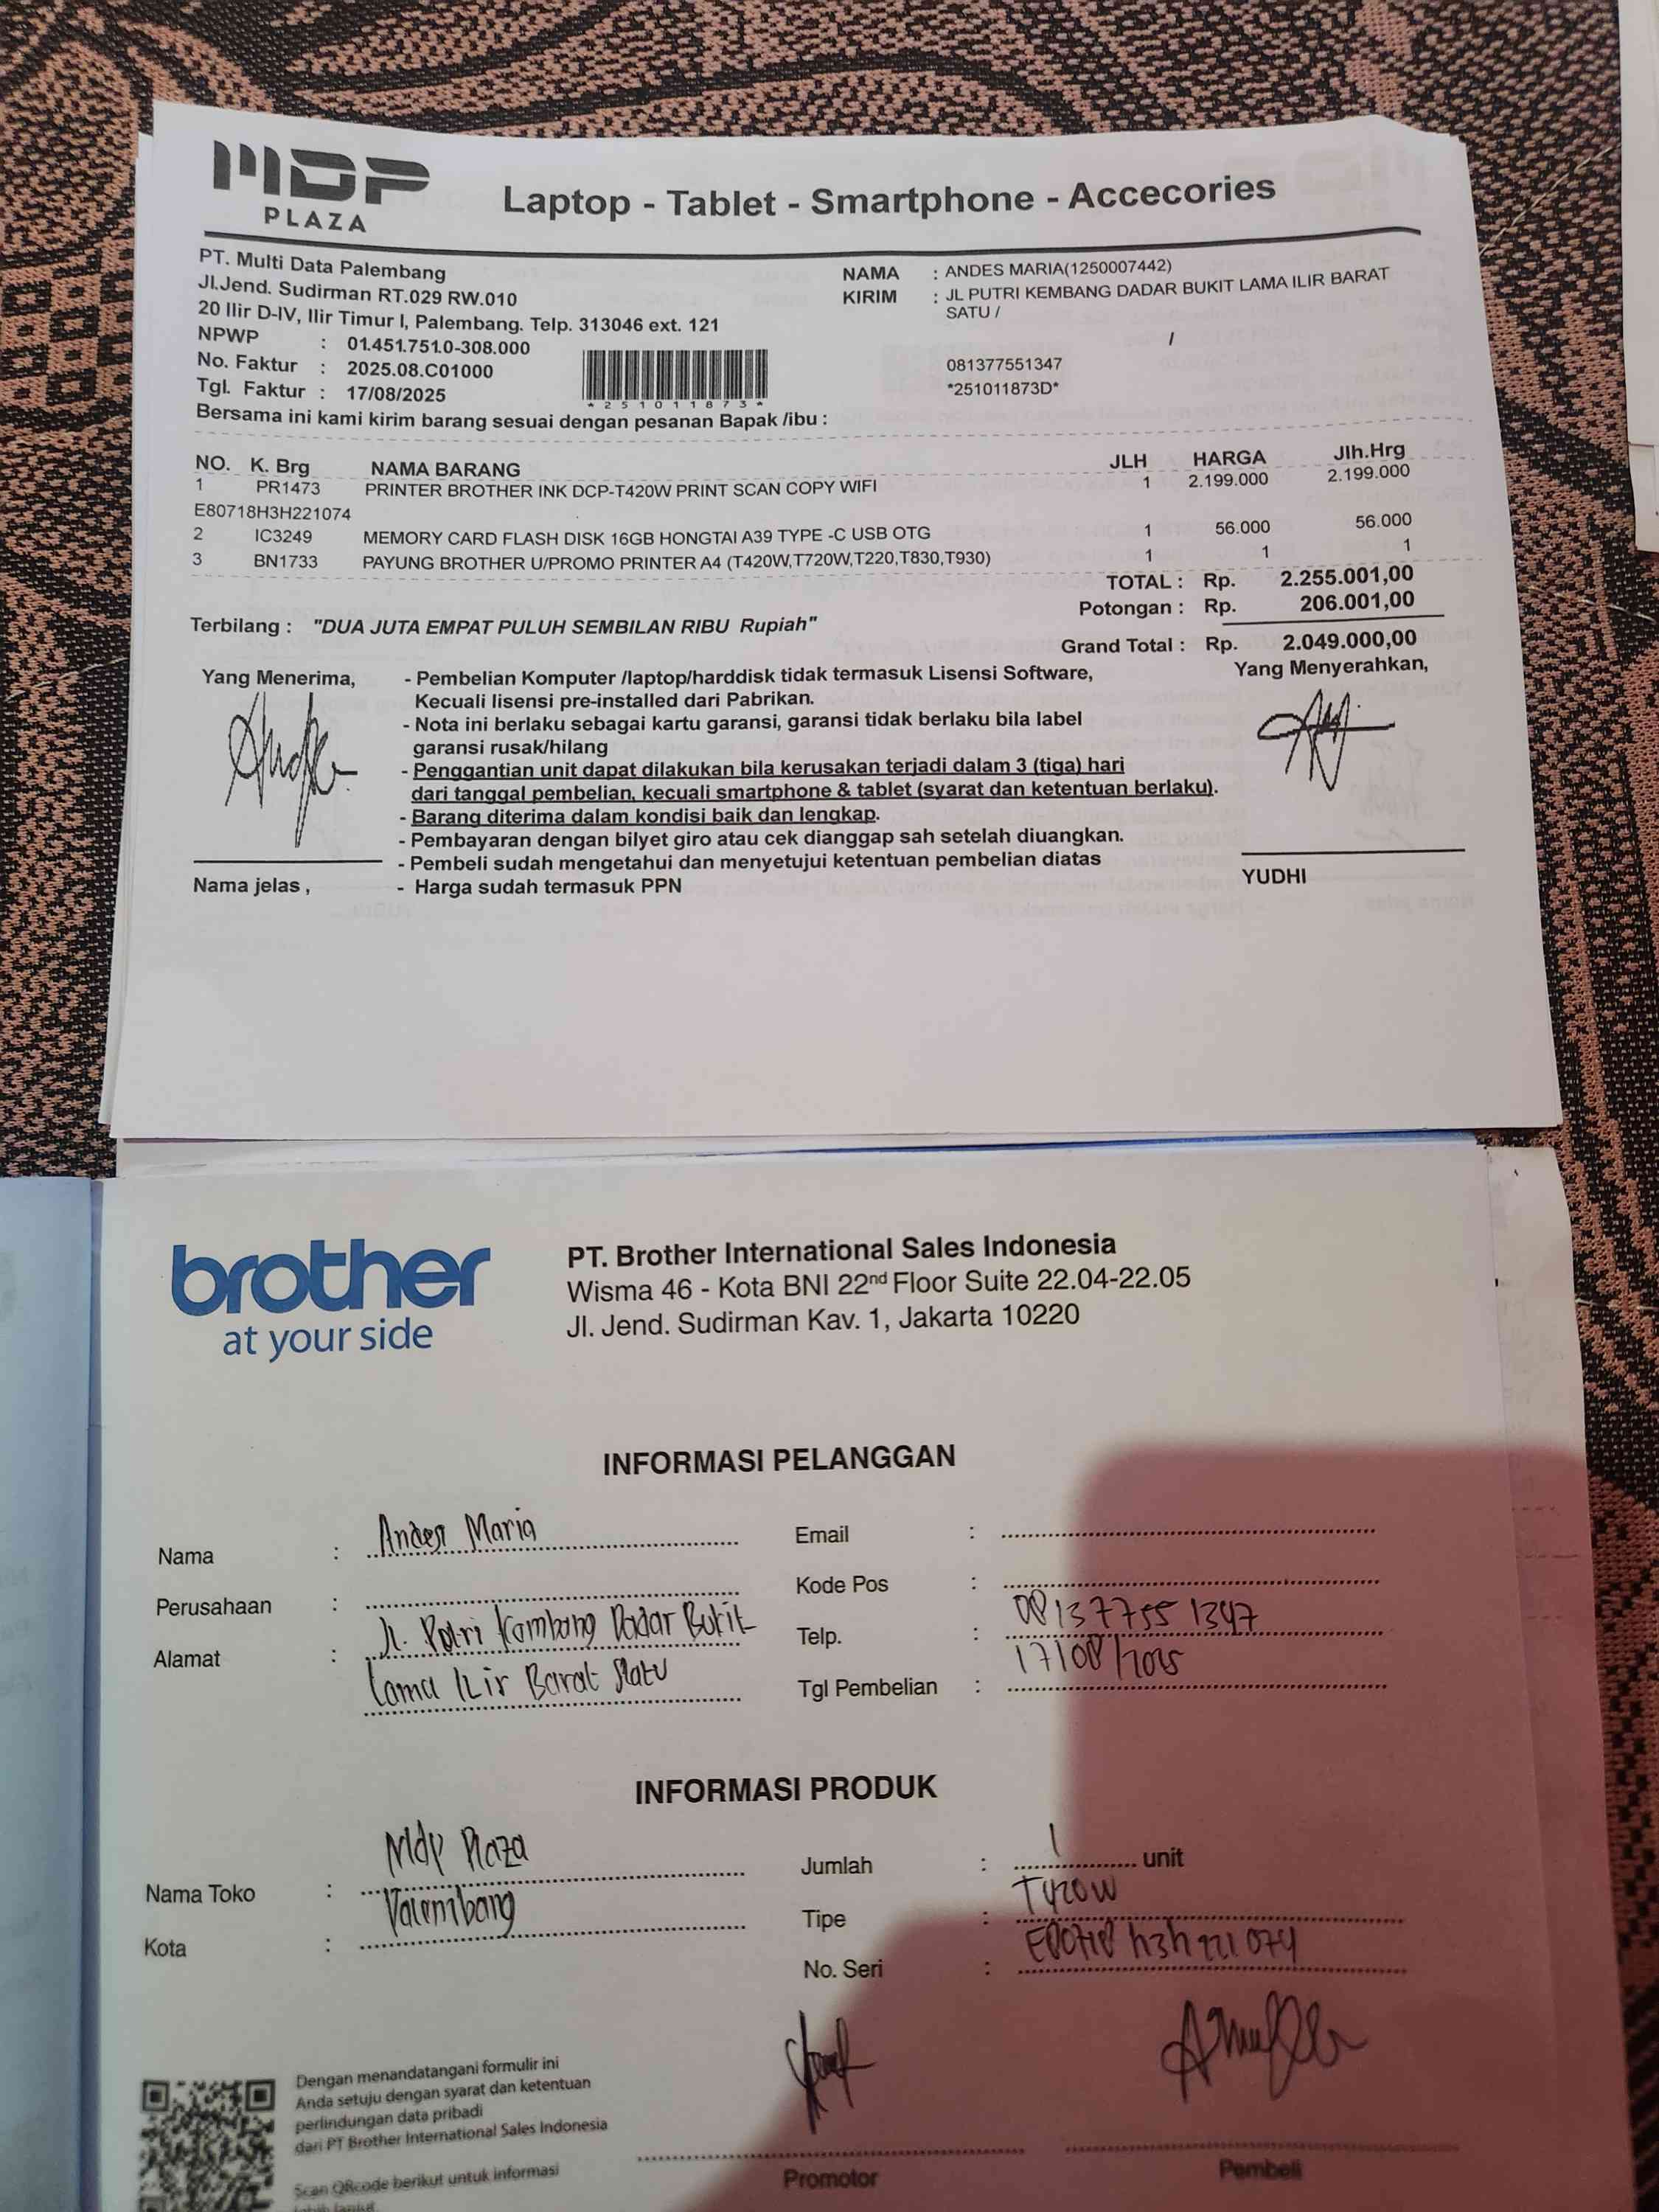 MDP
PLAZA
Laptop - Tablet - Smartphone - Accecories
PT. Multi Data Palembang
Jl.Jend. Sudirman RT.029 RW.010
20 Ilir D-IV, Ilir Timur I, Palembang. Telp. 313046 ext. 121
NPWP : 01.451.751.0-308.000
No. Faktur : 2025.08.C01000
Tgl. Faktur : 17/08/2025
*251011873*
NAMA : ANDES MARIA(1250007442)
KIRIM : JL PUTRI KEMBANG DADAR BUKIT LAMA ILIR BARAT
SATU /
/
081377551347
*251011873D*
Bersama ini kami kirim barang sesuai dengan pesanan Bapak /ibu :
NO. K. Brg NAMA BARANG JLH HARGA Jlh.Hrg
1 PR1473 PRINTER BROTHER INK DCP-T420W PRINT SCAN COPY WIFI 1 2.199.000 2.199.000
E80718H3H221074
2 IC3249 MEMORY CARD FLASH DISK 16GB HONGTAI A39 TYPE -C USB OTG 1 56.000 56.000
3 BN1733 PAYUNG BROTHER U/PROMO PRINTER A4 (T420W,T720W,T220,T830,T930) 1 1 1
TOTAL : Rp. 2.255.001,00
Potongan : Rp. 206.001,00
Terbilang : "DUA JUTA EMPAT PULUH SEMBILAN RIBU Rupiah"
Grand Total : Rp. 2.049.000,00
Yang Menerima,
- Pembelian Komputer /laptop/harddisk tidak termasuk Lisensi Software,
Kecuali lisensi pre-installed dari Pabrikan.
- Nota ini berlaku sebagai kartu garansi, garansi tidak berlaku bila label
garansi rusak/hilang
- Penggantian unit dapat dilakukan bila kerusakan terjadi dalam 3 (tiga) hari
dari tanggal pembelian, kecuali smartphone & tablet (syarat dan ketentuan berlaku).
- Barang diterima dalam kondisi baik dan lengkap.
- Pembayaran dengan bilyet giro atau cek dianggap sah setelah diuangkan.
- Pembeli sudah mengetahui dan menyetujui ketentuan pembelian diatas
- Harga sudah termasuk PPN
Nama jelas ,
Yang Menyerahkan,
YUDHI
brother
at your side
PT. Brother International Sales Indonesia
Wisma 46 - Kota BNI 22nd Floor Suite 22.04-22.05
Jl. Jend. Sudirman Kav. 1, Jakarta 10220
INFORMASI PELANGGAN
Nama : Andes Maria
Perusahaan :
Alamat : Jl. Putri Kembang Dadar Bukit
Lama Ilir Barat Satu
Email :
Kode Pos :
Telp. : 081377551347
Tgl Pembelian : 17/08/2025
INFORMASI PRODUK
Nama Toko : Mdp Plaza
Kota : Palembang
Jumlah : 1 unit
Tipe : T420W
No. Seri : E80718h3h221074
Dengan menandatangani formulir ini
Anda setuju dengan syarat dan ketentuan
perlindungan data pribadi
dari PT Brother International Sales Indonesia
Scan QRcode berikut untuk informasi
lebih lanjut
Promotor
Pembeli